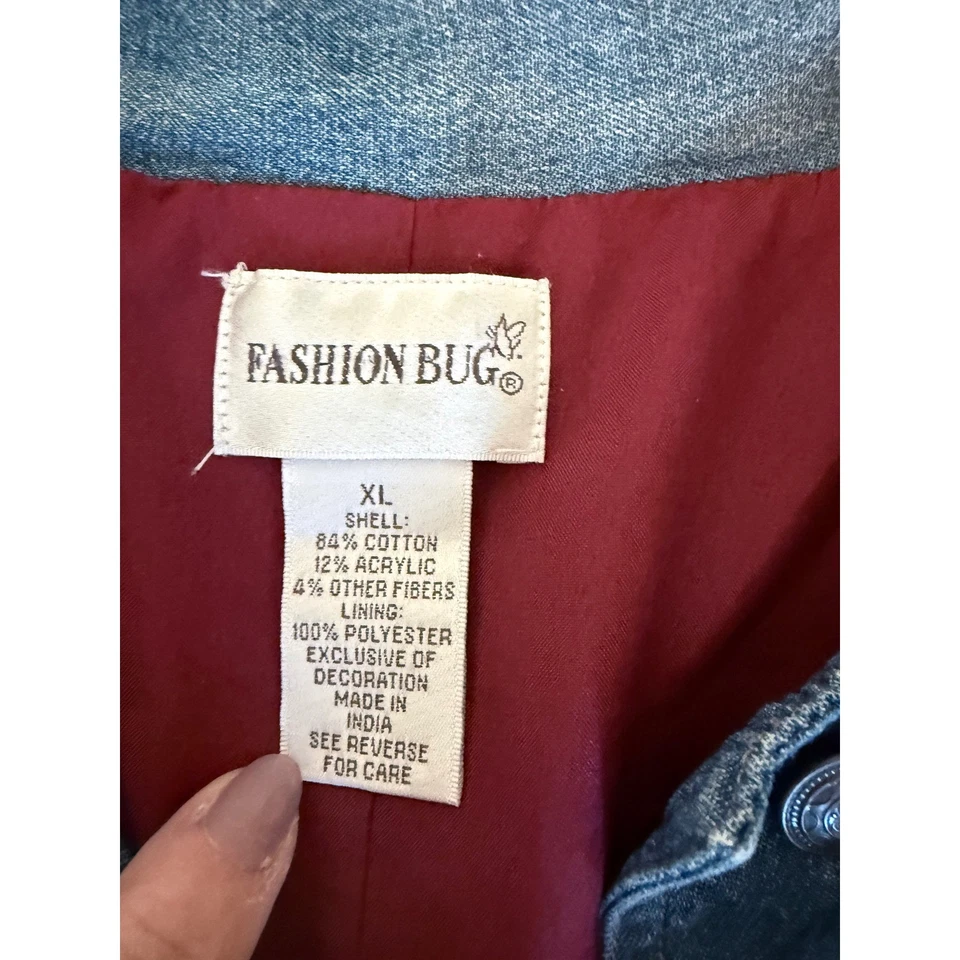 FASHION BUG®
XL
SHELL:
84% COTTON
12% ACRYLIC
4% OTHER FIBERS
LINING:
100% POLYESTER
EXCLUSIVE OF
DECORATION
MADE IN
INDIA
SEE REVERSE
FOR CARE